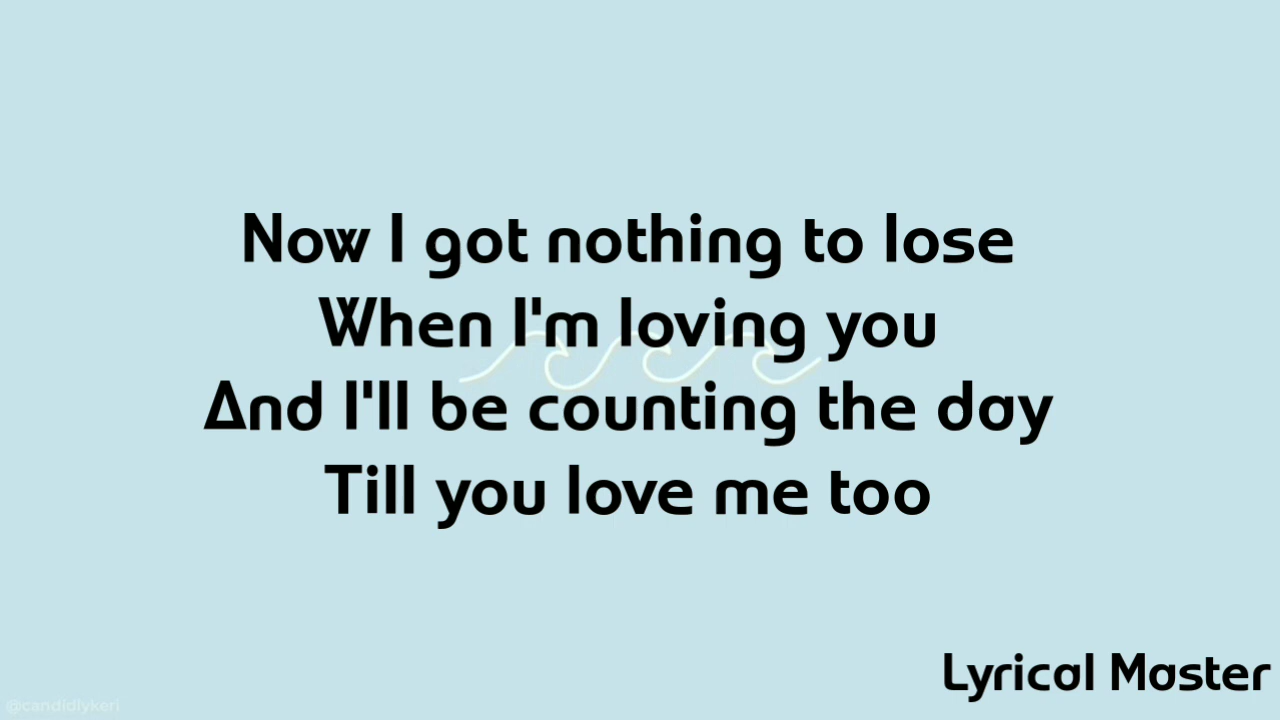 Now I got nothing to lose
When I'm loving you
And I'll be counting the day
Till you love me too
Lyrical Master
@candidlykeri